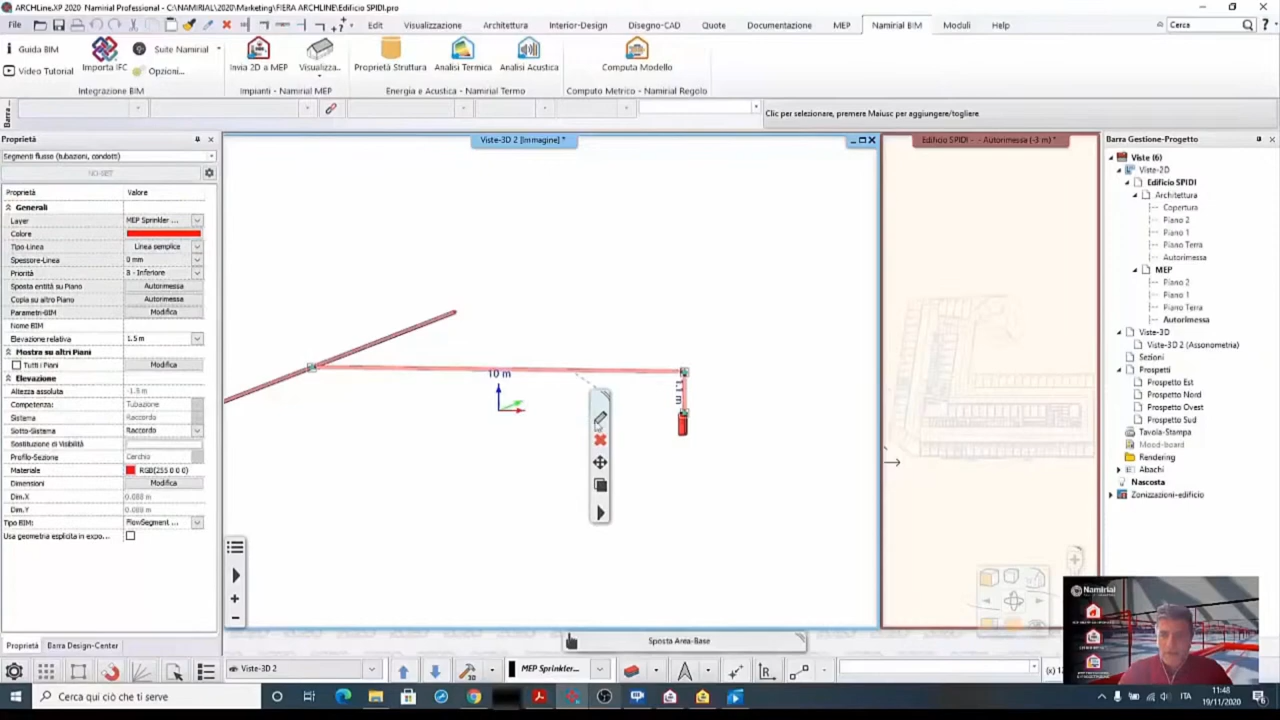 ARCHLine.XP 2020 Namirial Professional - C:\NAMIRIAL\2020\Marketing\FIERA ARCHLINE\Edificio SPIDI.pro
File Edit Visualizzazione Architettura Interior-Design Disegno-CAD Quote Documentazione MEP Namirial BIM Moduli Help Cerca
Guida BIM
Video Tutorial
Importa IFC
Suite Namirial
Opzioni...
Invia 2D a MEP
Visualizza...
Proprietà Struttura
Analisi Termica
Analisi Acustica
Computa Modello
Integrazione BIM
Impianti - Namirial MEP
Energia e Acustica - Namirial Termo
Computo Metrico - Namirial Regolo
Barra
Clic per selezionare, premere Maiusc per aggiungere/togliere
Proprietà
Segmenti flusso (tubazioni, condotti)
NO-SET
Proprietà Valore
Generali
Layer MEP Sprinkler ...
Colore
Tipo-Linea Linea semplice
Spessore-Linea 0 mm
Priorità 8 - Inferiore
Sposta entità su Piano Autorimessa
Copia su altro Piano Autorimessa
Parametri-BIM Modifica
Nome BIM
Elevazione relativa 1.5 m
Mostra su altri Piani
Tutti i Piani Modifica
Elevazione
Altezza assoluta -1.5 m
Competenza: Tubazione
Sistema Raccordo
Sotto-Sistema Raccordo
Sostituzione di Visibilità
Profilo-Sezione Cerchio
Materiale RGB(255 0 0 0)
Dimensioni Modifica
Dim.X 0.088 m
Dim.Y 0.088 m
Tipo BIM: FlowSegment ...
Usa geometria esplicita in expo...
Proprietà Barra Design-Center
Viste-3D 2 [Immagine] *
10 m
1.1 m
Edificio SPIDI - - Autorimessa (-3 m) *
Barra Gestione-Progetto
Viste (6)
Viste-2D
Edificio SPIDI
Architettura
Copertura
Piano 2
Piano 1
Piano Terra
Autorimessa
MEP
Piano 2
Piano 1
Piano Terra
Autorimessa
Viste-3D
Viste-3D 2 (Assonometria)
Sezioni
Prospetti
Prospetto Est
Prospetto Nord
Prospetto Ovest
Prospetto Sud
Tavola-Stampa
Mood-board
Rendering
Abachi
Nascosta
Zonizzazioni-edificio
Sposta Area-Base
Viste-3D 2
MEP Sprinkler...
Namirial
Cerca qui ciò che ti serve
ITA
11:48
19/11/2020